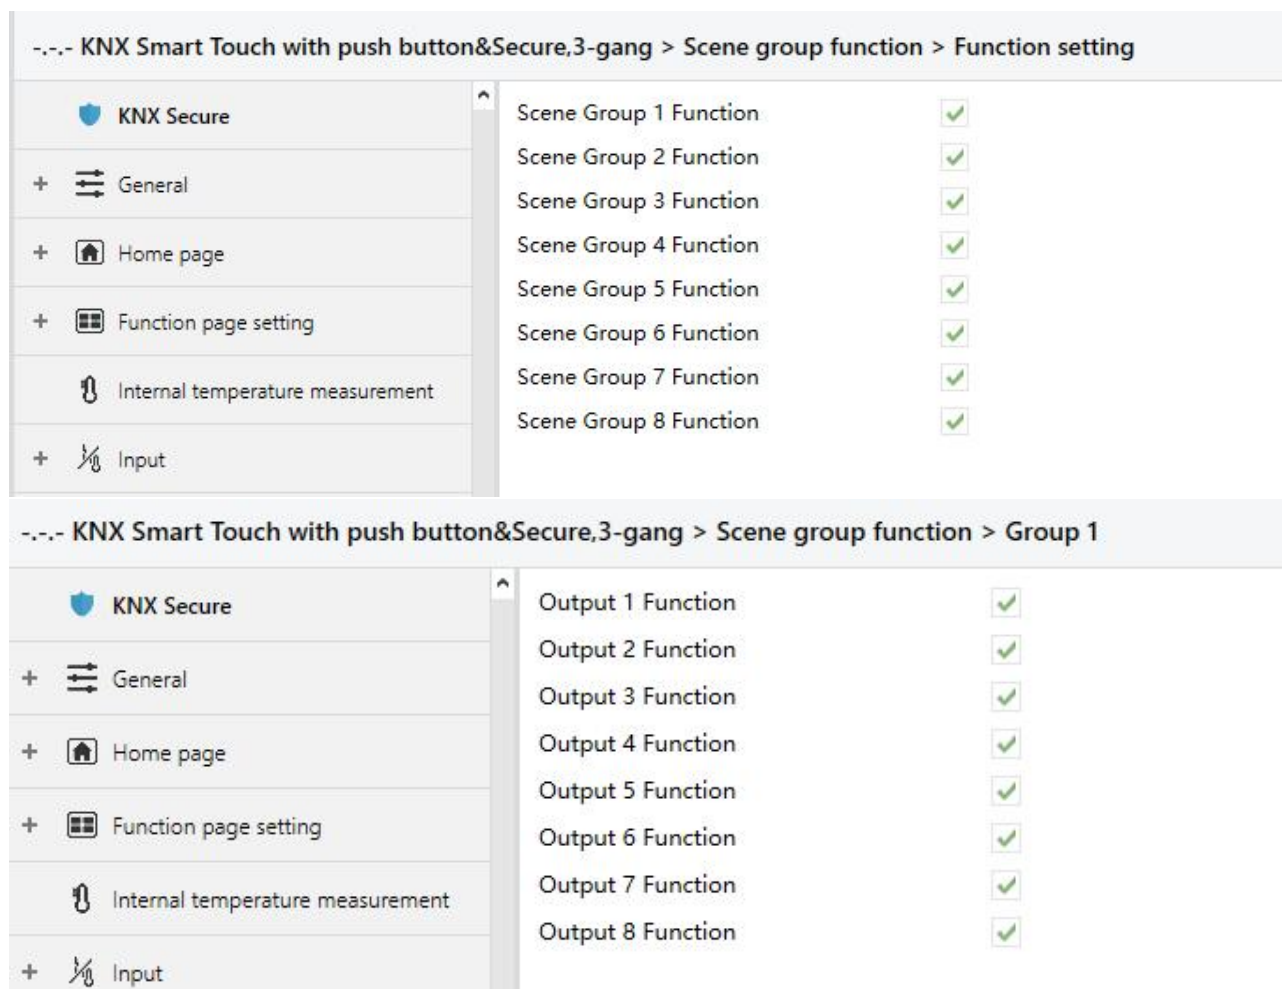 -.-.- KNX Smart Touch with push button&Secure,3-gang > Scene group function > Function setting
KNX Secure
+ General
+ Home page
+ Function page setting
Internal temperature measurement
+ Input
Scene Group 1 Function
Scene Group 2 Function
Scene Group 3 Function
Scene Group 4 Function
Scene Group 5 Function
Scene Group 6 Function
Scene Group 7 Function
Scene Group 8 Function
-.-.- KNX Smart Touch with push button&Secure,3-gang > Scene group function > Group 1
KNX Secure
+ General
+ Home page
+ Function page setting
Internal temperature measurement
+ Input
Output 1 Function
Output 2 Function
Output 3 Function
Output 4 Function
Output 5 Function
Output 6 Function
Output 7 Function
Output 8 Function